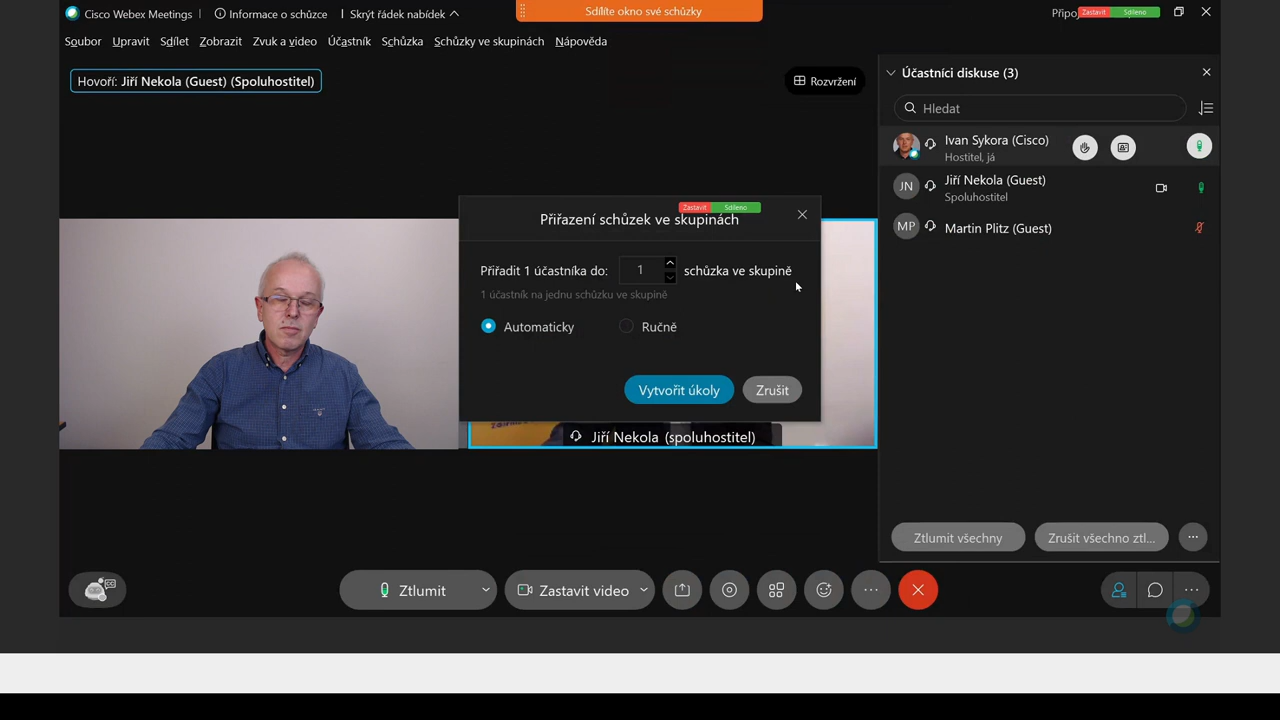 Cisco Webex Meetings
Informace o schůzce
Skrýt řádek nabídek
Sdílíte okno své schůzky
Zastavit
Sdíleno
Soubor
Upravit
Sdílet
Zobrazit
Zvuk a video
Účastník
Schůzka
Schůzky ve skupinách
Nápověda
Hovoří: Jiří Nekola (Guest) (Spoluhostitel)
Rozvržení
Účastníci diskuse (3)
Hledat
Ivan Sykora (Cisco)
Hostitel, já
JN
Jiří Nekola (Guest)
Spoluhostitel
MP
Martin Plitz (Guest)
Zastavit
Sdíleno
Přiřazení schůzek ve skupinách
Přiřadit 1 účastníka do:
1
schůzka ve skupině
1 účastník na jednu schůzku ve skupině
Automaticky
Ručně
Vytvořit úkoly
Zrušit
Jiří Nekola (spoluhostitel)
Ztlumit všechny
Zrušit všechno ztl...
CC
Ztlumit
Zastavit video